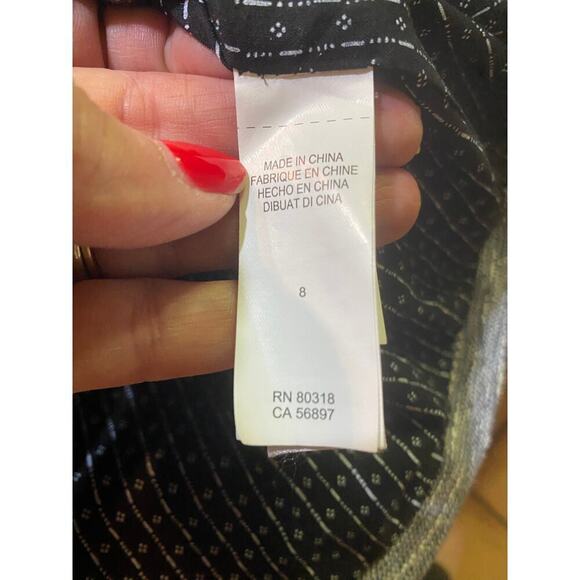 MADE IN CHINA
FABRIQUE EN CHINE
HECHO EN CHINA
DIBUAT DI CINA
8
RN 80318
CA 56897